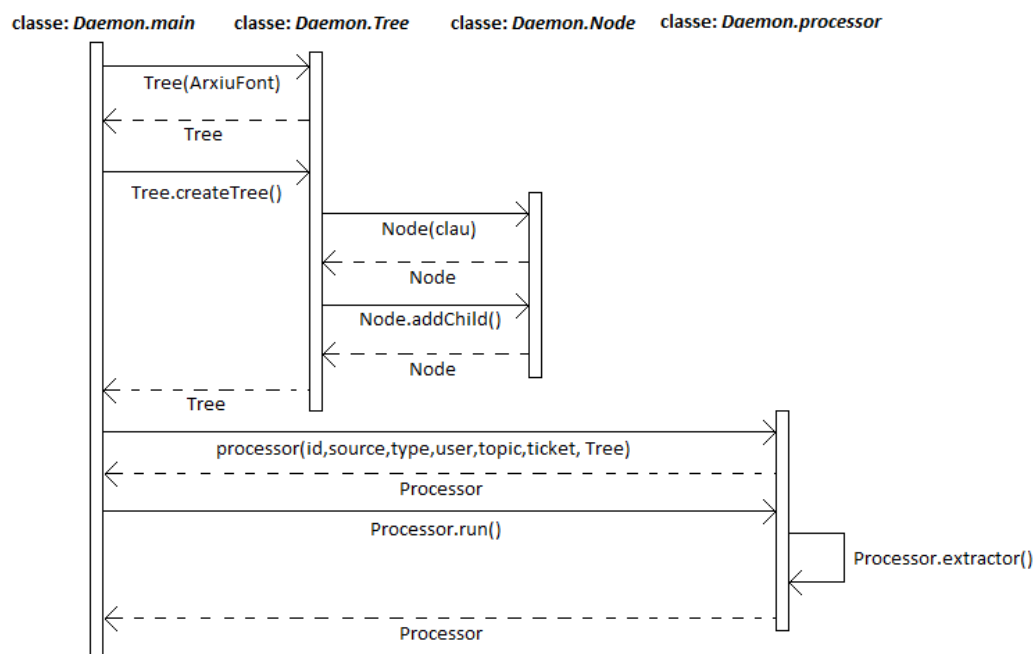 classe: Daemon.main classe: Daemon.Tree classe: Daemon.Node classe: Daemon.processor
Tree(ArxiuFont)
Tree
Tree.createTree()
Node(clau)
Node
Node.addChild()
Node
Tree
processor(id,source,type,user,topic,ticket, Tree)
Processor
Processor.run()
Processor.extractor()
Processor